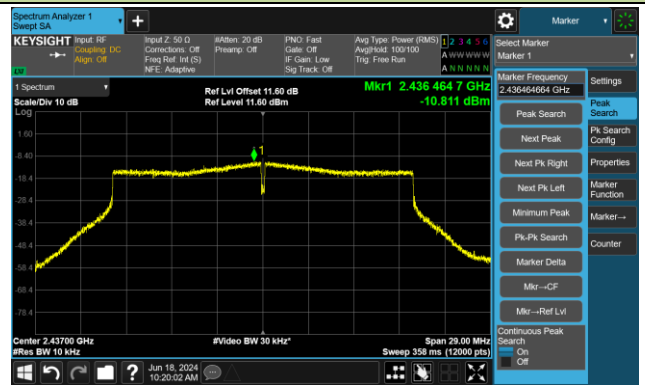 Spectrum Analyzer 1
Swept SA
Marker
KEYSIGHT
Input: RF
Coupling: DC
Align: Off
Input Z: 50 Ω
Corrections: Off
Freq Ref: Int (S)
NFE: Adaptive
#Atten: 20 dB
Preamp: Off
PNO: Fast
Gate: Off
IF Gain: Low
Sig Track: Off
Avg Type: Power (RMS)
Avg|Hold: 100/100
Trig: Free Run
1 2 3 4 5 6
A W W W W W
A N N N N N
Select Marker
Marker 1
1 Spectrum
Scale/Div 10 dB
Log
Ref Lvl Offset 11.60 dB
Ref Level 11.60 dBm
Mkr1 2.436 464 7 GHz
-10.811 dBm
1.60
-8.40
-18.4
-28.4
-38.4
-48.4
-58.4
-68.4
-78.4
1
Center 2.43700 GHz
#Res BW 10 kHz
#Video BW 30 kHz*
Span 29.00 MHz
Sweep 358 ms (12000 pts)
Marker Frequency
2.436464664 GHz
Peak Search
Next Peak
Next Pk Right
Next Pk Left
Minimum Peak
Pk-Pk Search
Marker Delta
Mkr→CF
Mkr→Ref Lvl
Continuous Peak
Search
On
Off
Settings
Peak
Search
Pk Search
Config
Properties
Marker
Function
Marker→
Counter
Jun 18, 2024
10:20:02 AM